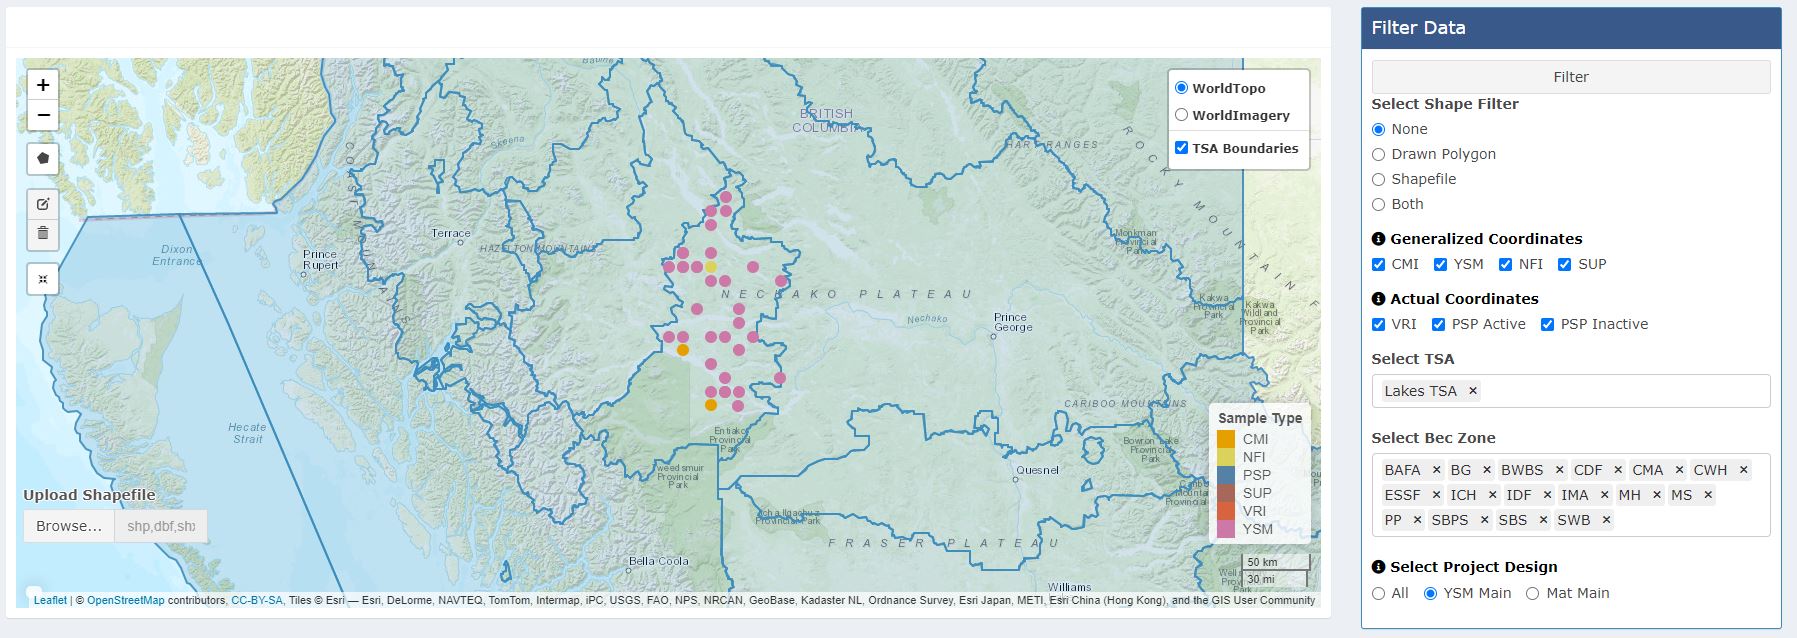 +
−
WorldTopo
WorldImagery
TSA Boundaries
BRITISH
COLUMBIA
Skeena
HART RANGES
ROCKY MOUNTAIN
COAST MOUNTAINS
Terrace
HAZELTON MOUNTAINS
Dixon
Entrance
Prince
Rupert
Monkman
Provincial
Park
NECHAKO PLATEAU
Nechako
Prince
George
Kakwa
Provincial
Park
Kakwa
Wildland
Provincial
Park
CARIBOO MOUNTAINS
Hecate
Strait
Entiako
Provincial
Park
Tweedsmuir
Provincial
Park
Bowron Lake
Provincial
Park
Quesnel
Provincial Park
FRASER PLATEAU
Bella Coola
Williams
Upload Shapefile
Browse...
shp,dbf,sh
Sample Type
CMI
NFI
PSP
SUP
VRI
YSM
50 km
30 mi
Leaflet | © OpenStreetMap contributors, CC-BY-SA, Tiles © Esri — Esri, DeLorme, NAVTEQ, TomTom, Intermap, iPC, USGS, FAO, NPS, NRCAN, GeoBase, Kadaster NL, Ordnance Survey, Esri Japan, METI, Esri China (Hong Kong), and the GIS User Community
Filter Data
Filter
Select Shape Filter
None
Drawn Polygon
Shapefile
Both
Generalized Coordinates
CMI YSM NFI SUP
Actual Coordinates
VRI PSP Active PSP Inactive
Select TSA
Lakes TSA ×
Select Bec Zone
BAFA × BG × BWBS × CDF × CMA × CWH ×
ESSF × ICH × IDF × IMA × MH × MS ×
PP × SBPS × SBS × SWB ×
Select Project Design
All YSM Main Mat Main